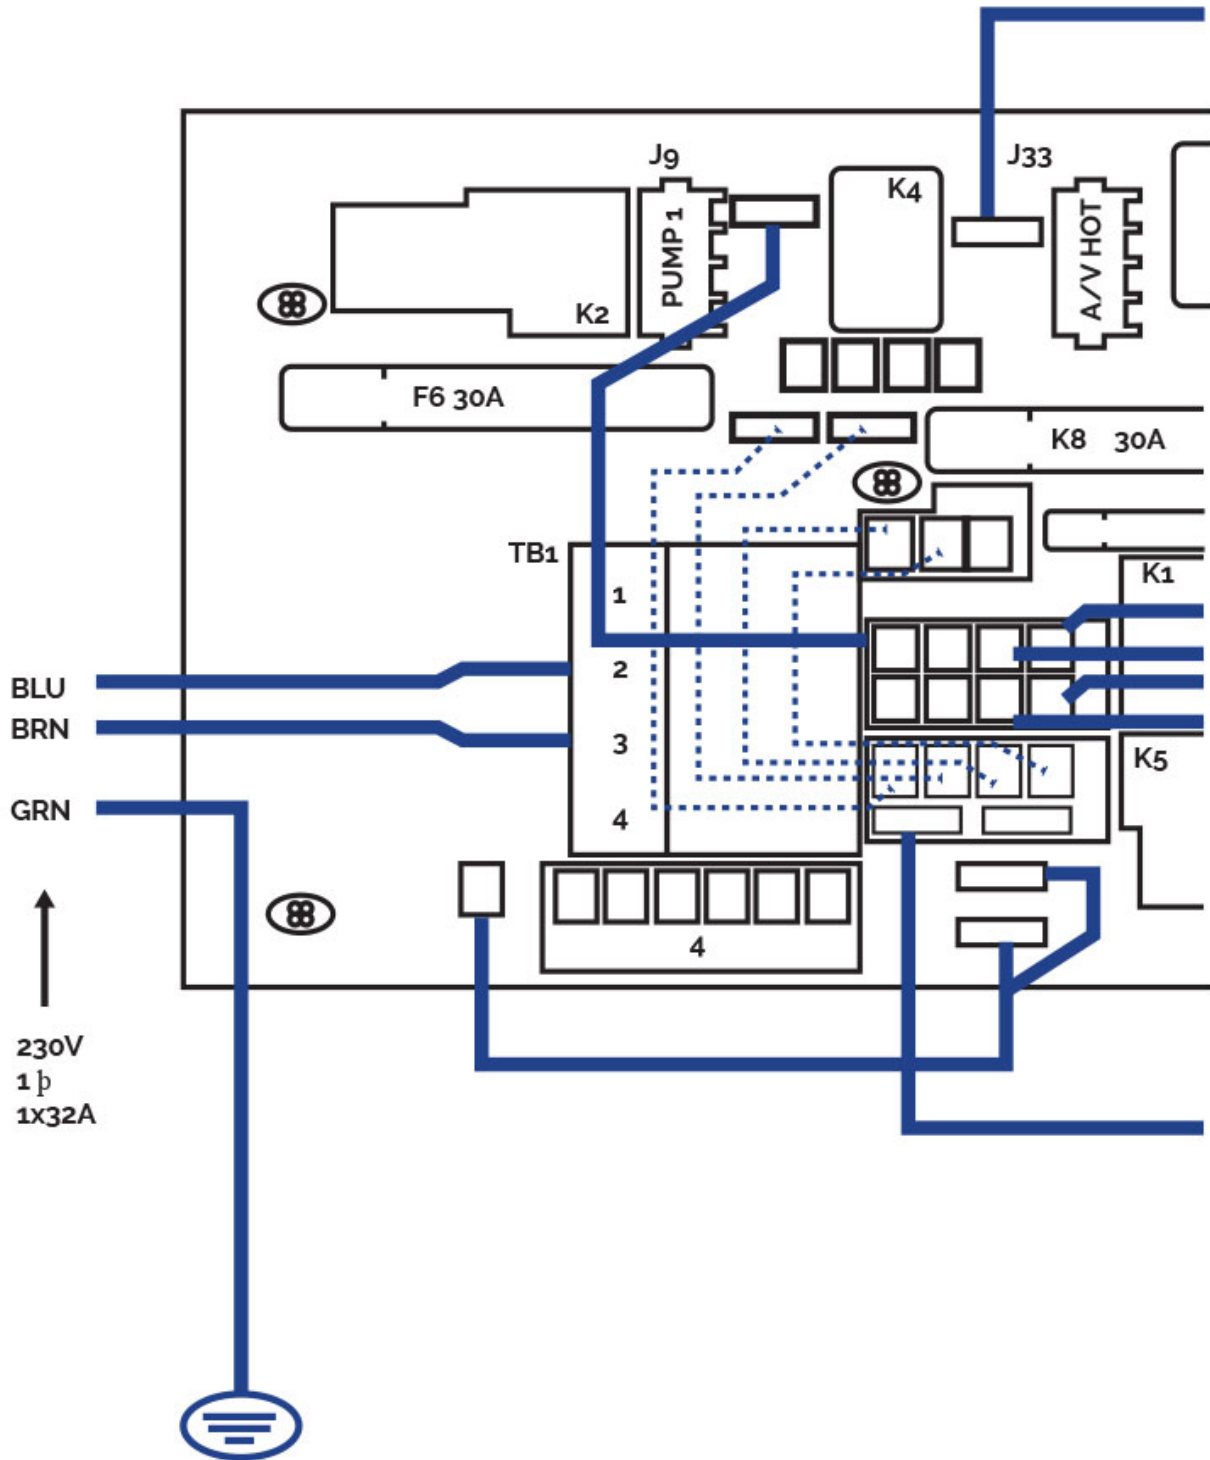 J9
J33
K4
PUMP 1
A/V HOT
K2
F6 30A
K8 30A
TB1
K1
1
BLU
2
BRN
3
K5
GRN
4
4
230V
1 þ
1x32A